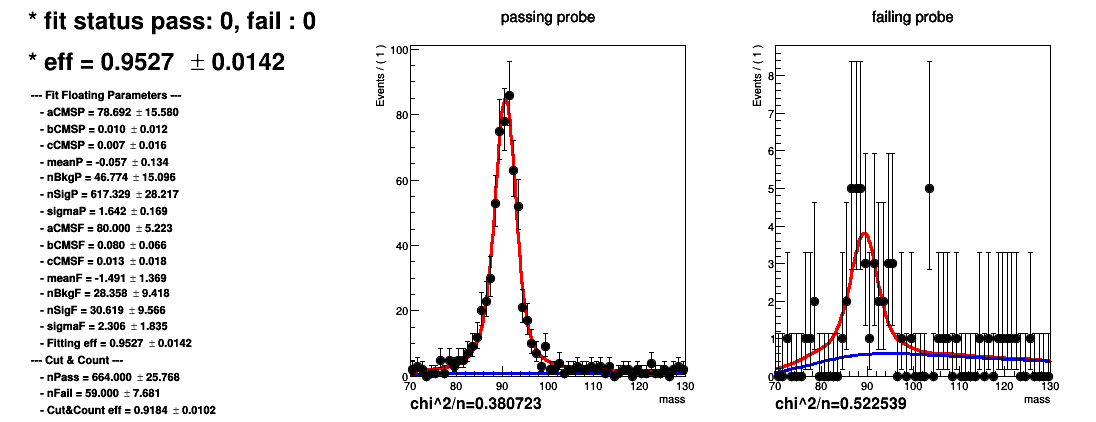 * fit status pass: 0, fail : 0
* eff = 0.9527 ± 0.0142
--- Fit Floating Parameters ---
- aCMSP = 78.692 ± 15.580
- bCMSP = 0.010 ± 0.012
- cCMSP = 0.007 ± 0.016
- meanP = -0.057 ± 0.134
- nBkgP = 46.774 ± 15.096
- nSigP = 617.329 ± 28.217
- sigmaP = 1.642 ± 0.169
- aCMSF = 80.000 ± 5.223
- bCMSF = 0.080 ± 0.066
- cCMSF = 0.013 ± 0.018
- meanF = -1.491 ± 1.369
- nBkgF = 28.358 ± 9.418
- nSigF = 30.619 ± 9.566
- sigmaF = 2.306 ± 1.835
- Fitting eff = 0.9527 ± 0.0142
--- Cut & Count ---
- nPass = 664.000 ± 25.768
- nFail = 59.000 ± 7.681
- Cut&Count eff = 0.9184 ± 0.0102
passing probe
Events / ( 1 )
100
80
60
40
20
0
70 80 90 100 110 120 130
mass
chi^2/n=0.380723
failing probe
Events / ( 1 )
8
7
6
5
4
3
2
1
0
70 80 90 100 110 120 130
mass
chi^2/n=0.522539